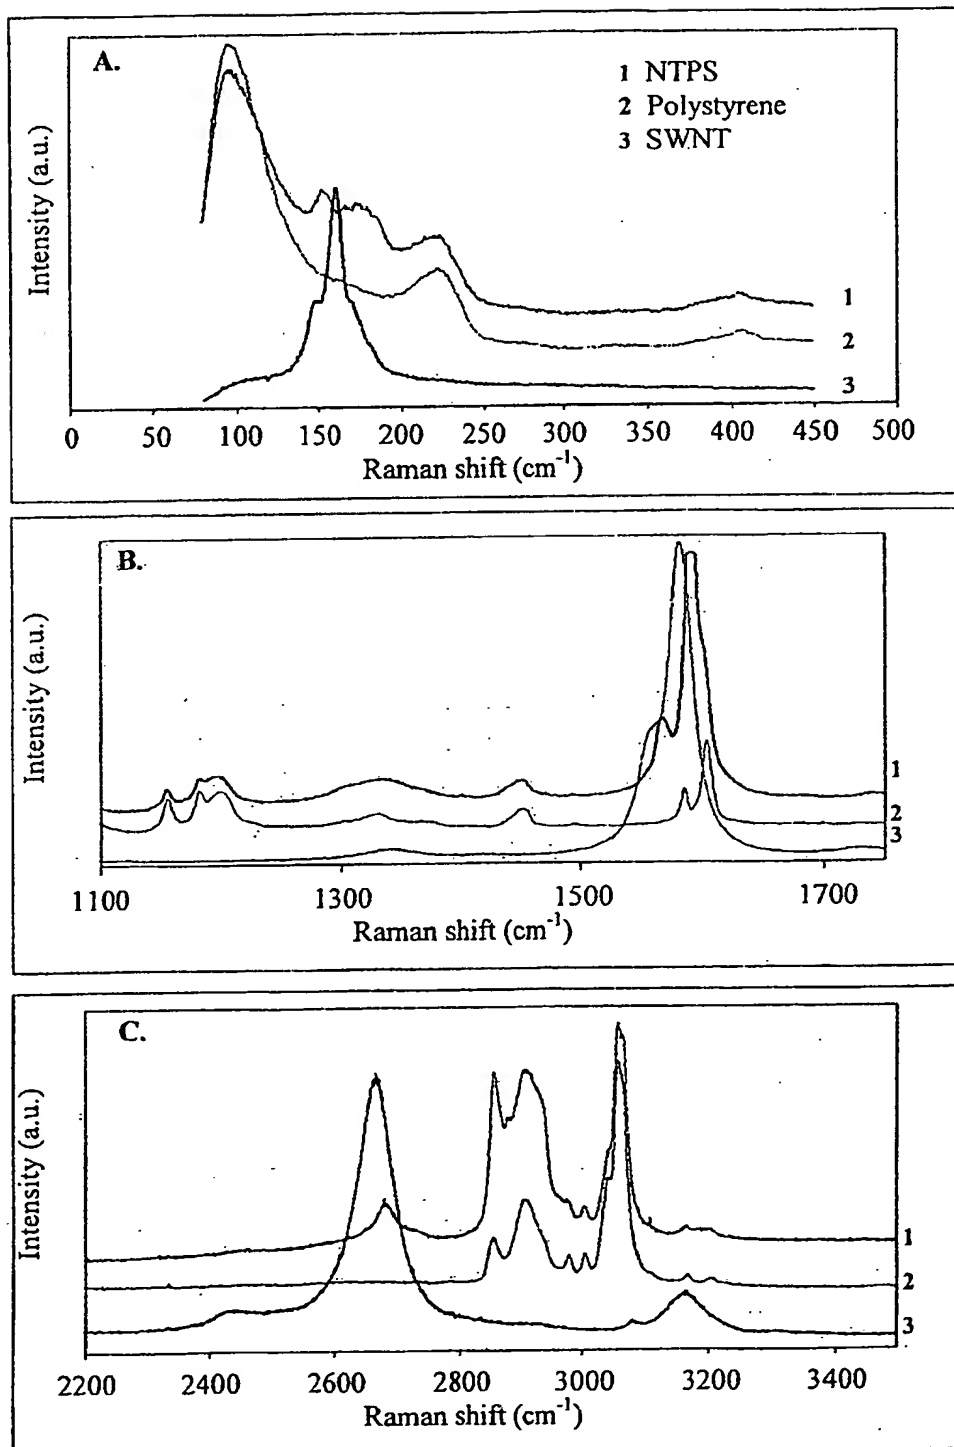 A.
1 NTPS
2 Polystyrene
3 SWNT
Intensity (a.u.)
1
2
3
0 50 100 150 200 250 300 350 400 450 500
Raman shift (cm-1)
B.
Intensity (a.u.)
1
2
3
1100 1300 1500 1700
Raman shift (cm-1)
C.
Intensity (a.u.)
1
2
3
2200 2400 2600 2800 3000 3200 3400
Raman shift (cm-1)